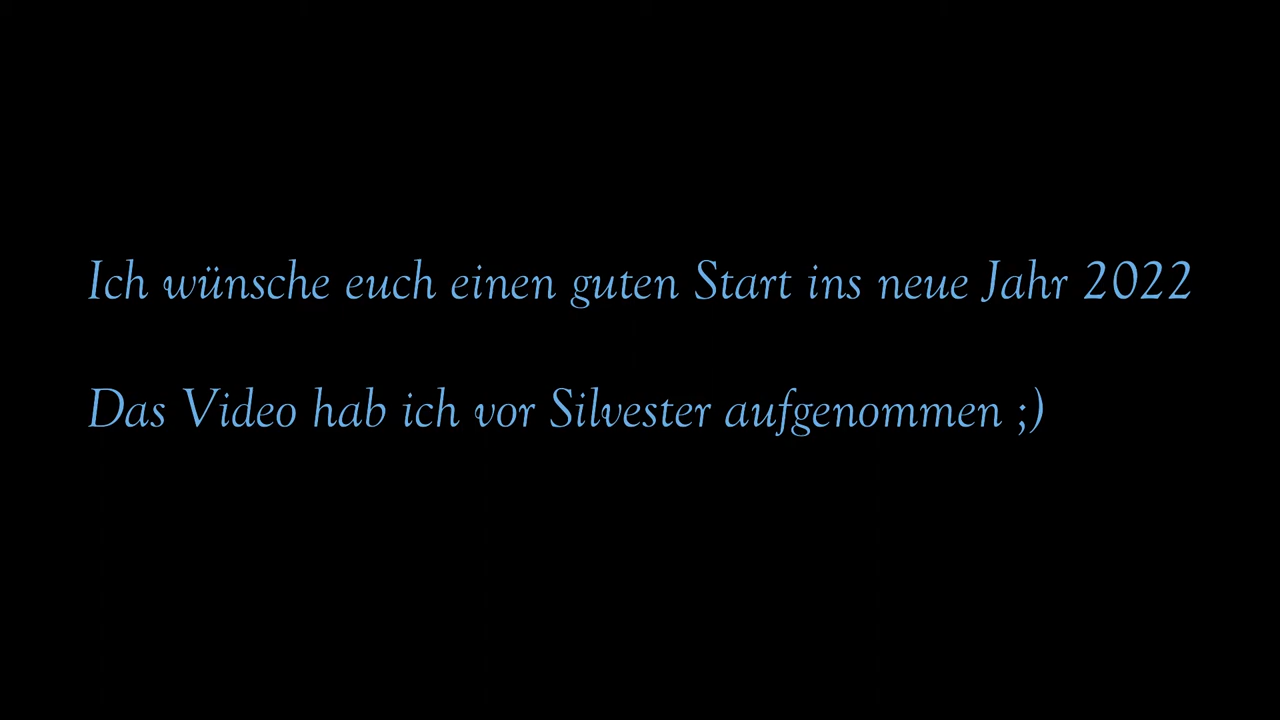 Ich wünsche euch einen guten Start ins neue Jahr 2022
Das Video hab ich vor Silvester aufgenommen ;)